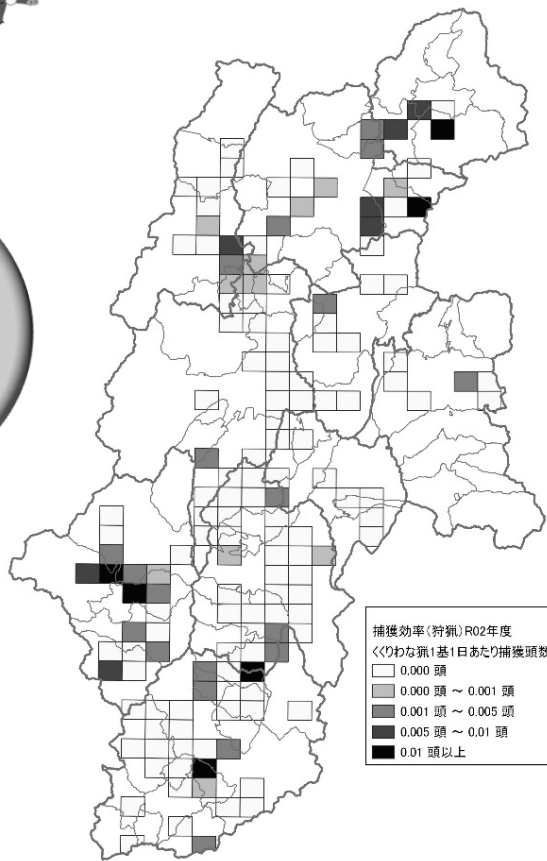 捕獲効率(狩猟)R02年度
くくりわな猟1基1日あたり捕獲頭数
0.000 頭
0.000 頭 ～ 0.001 頭
0.001 頭 ～ 0.005 頭
0.005 頭 ～ 0.01 頭
0.01 頭以上